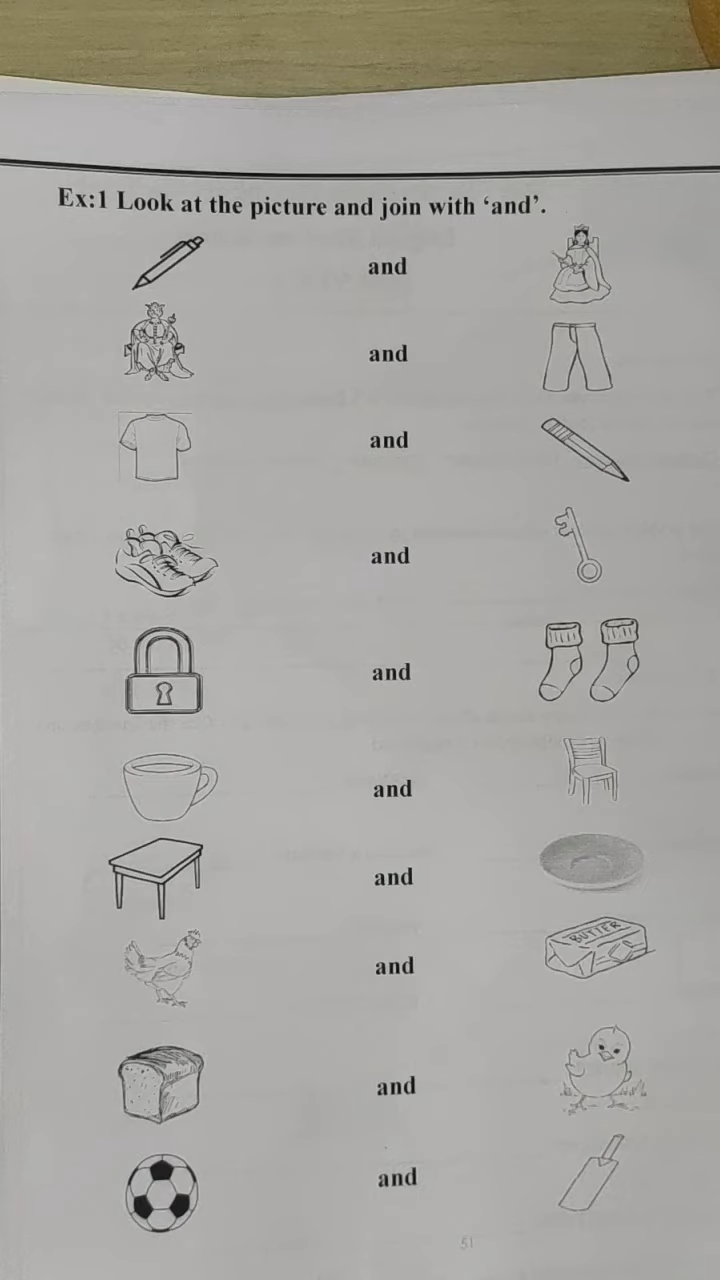 Ex:1 Look at the picture and join with ‘and’.
and
and
and
and
and
and
and
and
BUTTER
and
and
51